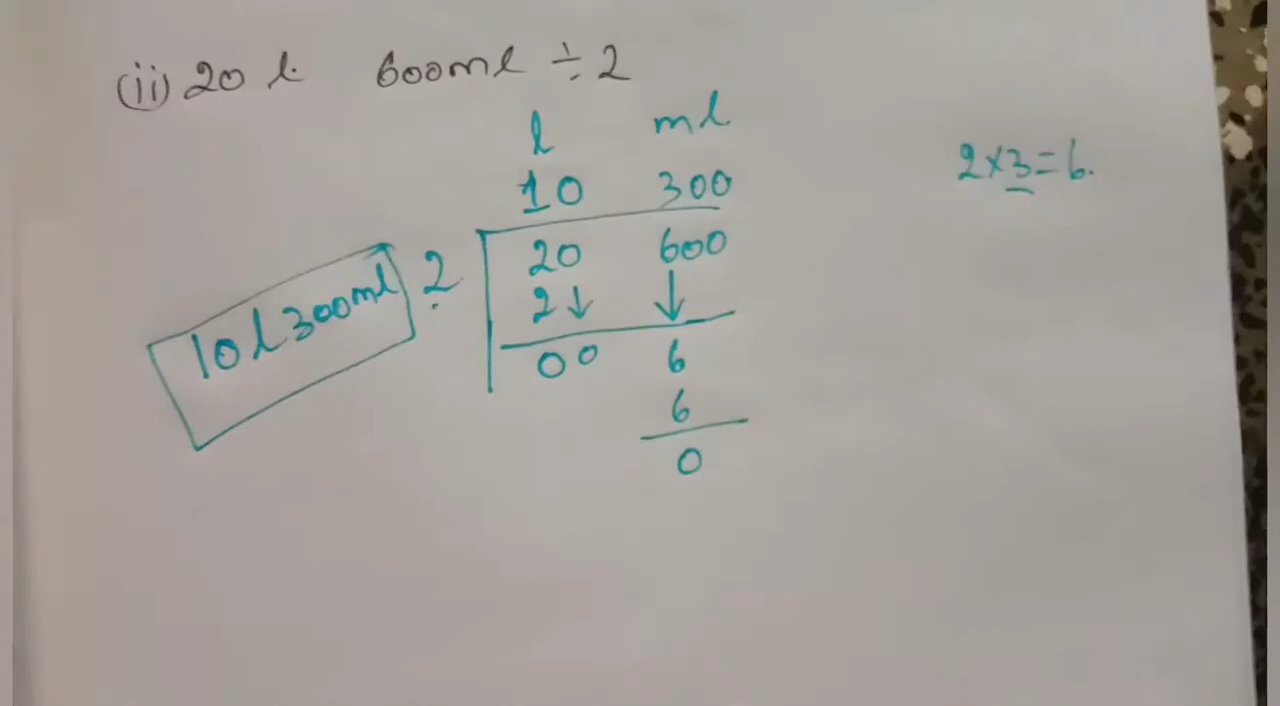 (ii) 20 l 600ml ÷ 2
l ml
10 300
2 20 600
2↓ ↓
00 6
6
0
10l 300ml
2×3=6.